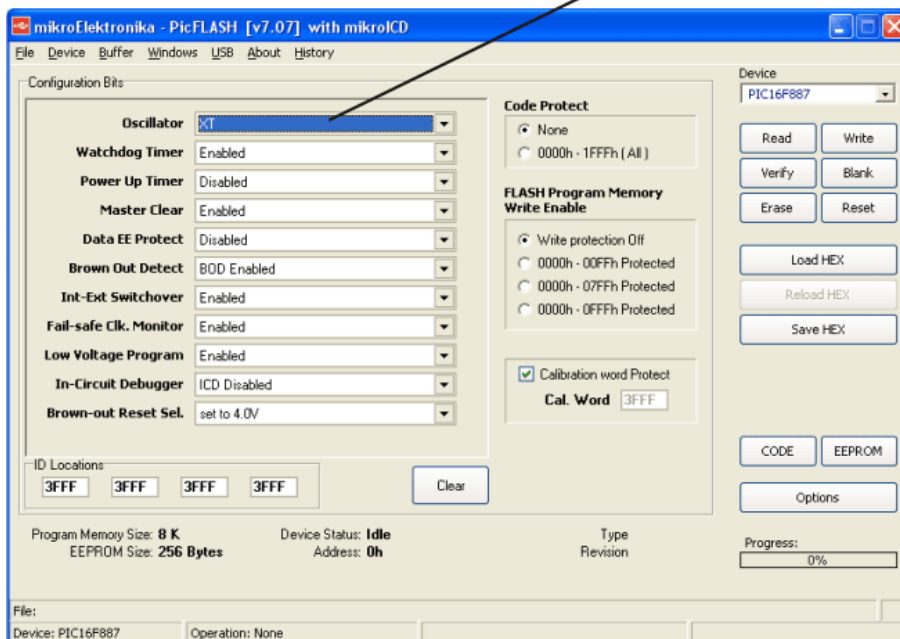 mikroElektronika - PicFLASH [v7.07] with mikroICD
File Device Buffer Windows USB About History
Configuration Bits
Oscillator XT
Watchdog Timer Enabled
Power Up Timer Disabled
Master Clear Enabled
Data EE Protect Disabled
Brown Out Detect BOD Enabled
Int-Ext Switchover Enabled
Fail-safe Clk. Monitor Enabled
Low Voltage Program Enabled
In-Circuit Debugger ICD Disabled
Brown-out Reset Sel. set to 4.0V
Code Protect
None
0000h - 1FFFh ( All )
FLASH Program Memory
Write Enable
Write protection Off
0000h - 00FFh Protected
0000h - 07FFh Protected
0000h - 0FFFh Protected
Calibration word Protect
Cal. Word 3FFF
ID Locations
3FFF 3FFF 3FFF 3FFF
Clear
Device
PIC16F887
Read Write
Verify Blank
Erase Reset
Load HEX
Reload HEX
Save HEX
CODE EEPROM
Options
Progress:
0%
Program Memory Size: 8 K Device Status: Idle Type
EEPROM Size: 256 Bytes Address: 0h Revision
File:
Device: PIC16F887 Operation: None